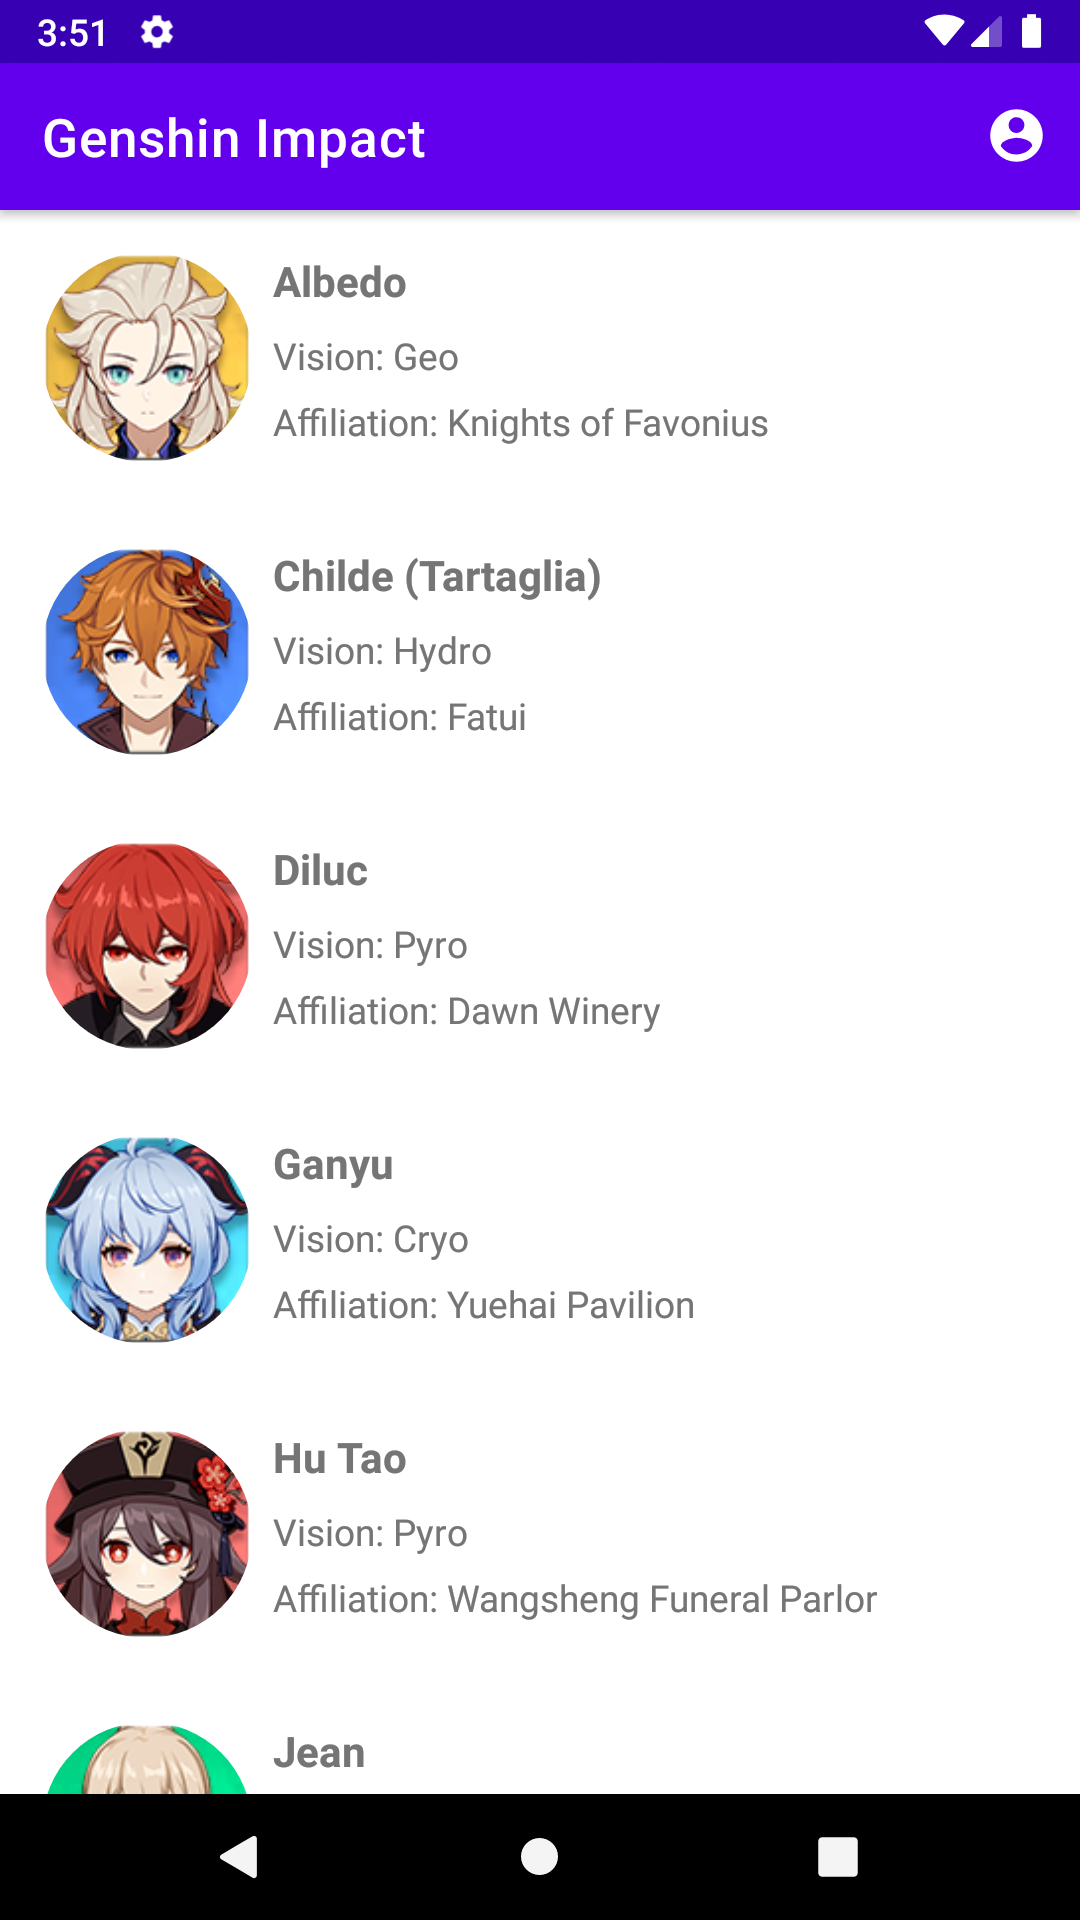 3:51
Genshin Impact
Albedo
Vision: Geo
Affiliation: Knights of Favonius
Childe (Tartaglia)
Vision: Hydro
Affiliation: Fatui
Diluc
Vision: Pyro
Affiliation: Dawn Winery
Ganyu
Vision: Cryo
Affiliation: Yuehai Pavilion
Hu Tao
Vision: Pyro
Affiliation: Wangsheng Funeral Parlor
Jean